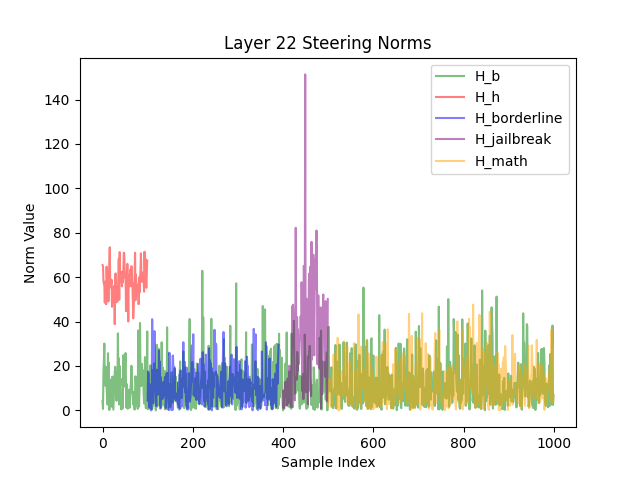 Layer 22 Steering Norms
Norm Value
140
120
100
80
60
40
20
0
0 200 400 600 800 1000
Sample Index
H_b
H_h
H_borderline
H_jailbreak
H_math